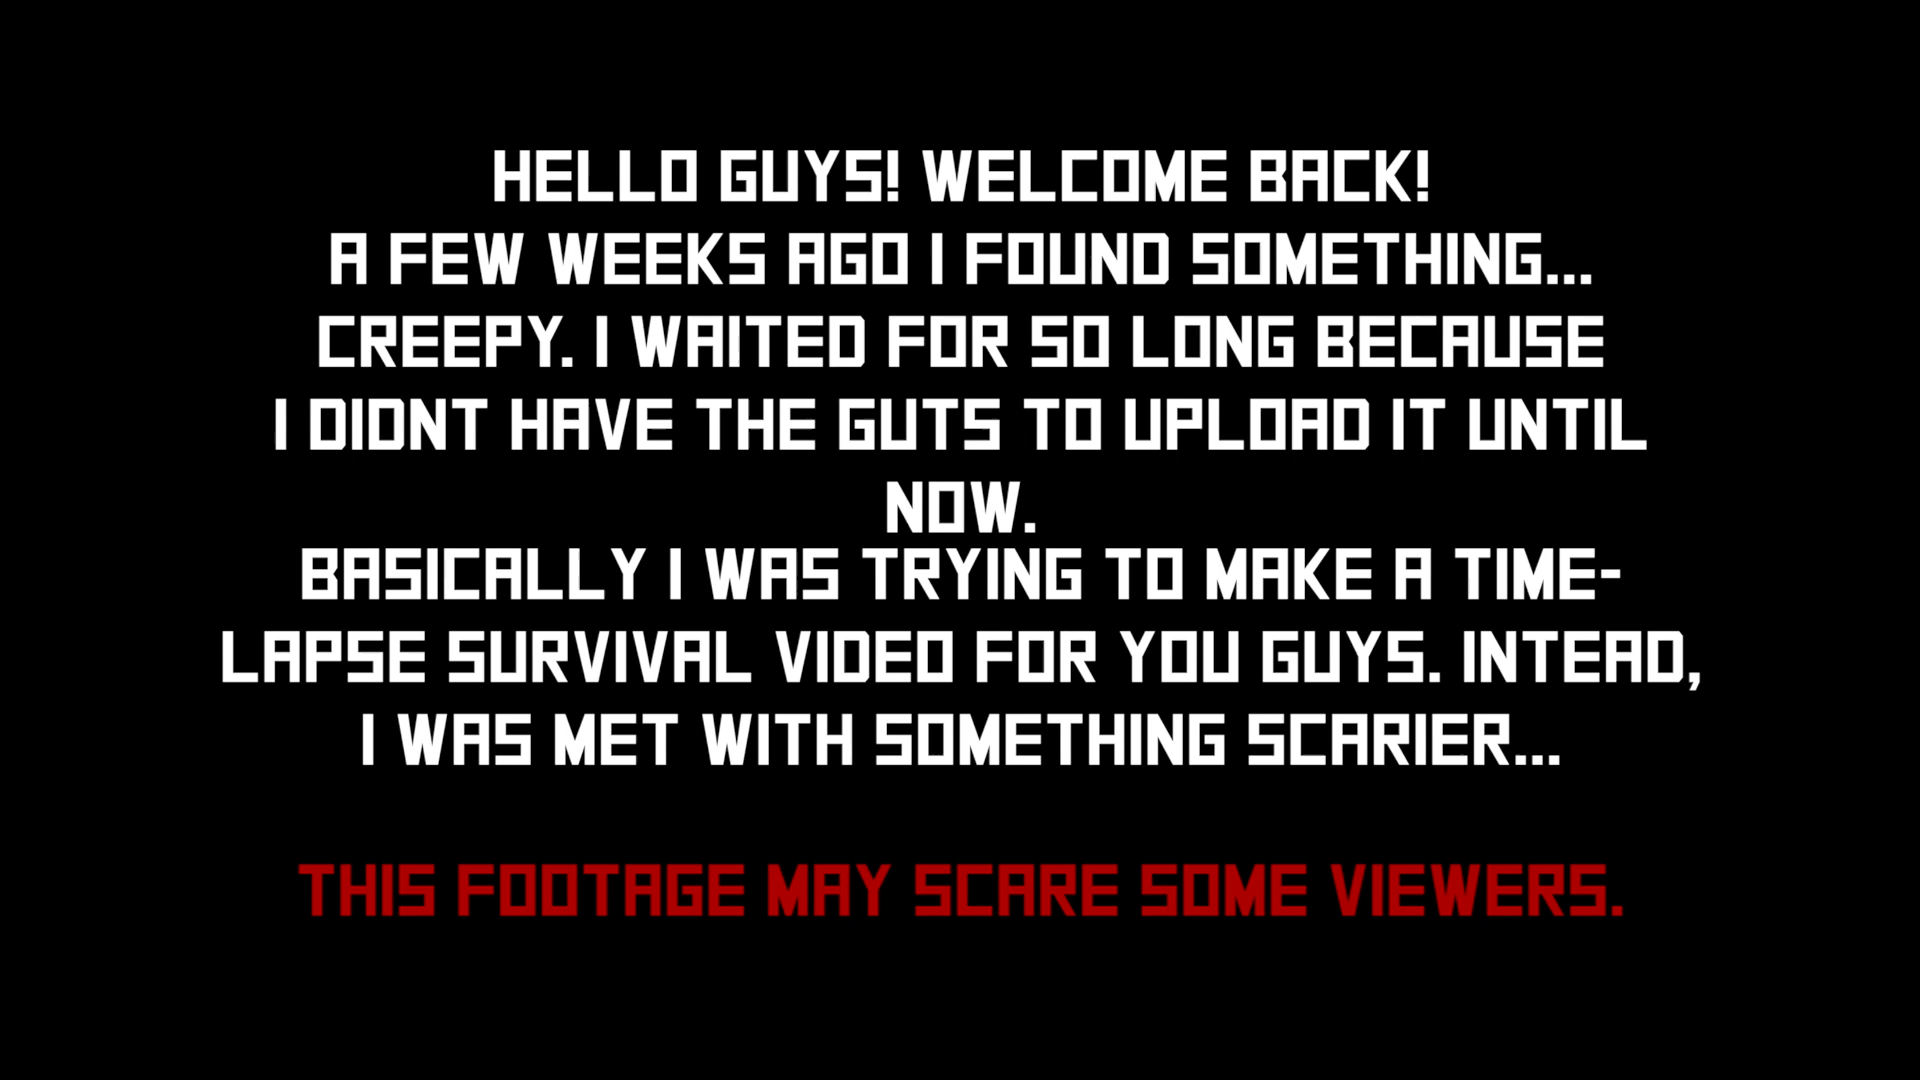 HELLO GUYS! WELCOME BACK!
A FEW WEEKS AGO I FOUND SOMETHING...
CREEPY. I WAITED FOR SO LONG BECAUSE
I DIDNT HAVE THE GUTS TO UPLOAD IT UNTIL
NOW.
BASICALLY I WAS TRYING TO MAKE A TIME-
LAPSE SURVIVAL VIDEO FOR YOU GUYS. INTEAD,
I WAS MET WITH SOMETHING SCARIER...
THIS FOOTAGE MAY SCARE SOME VIEWERS.